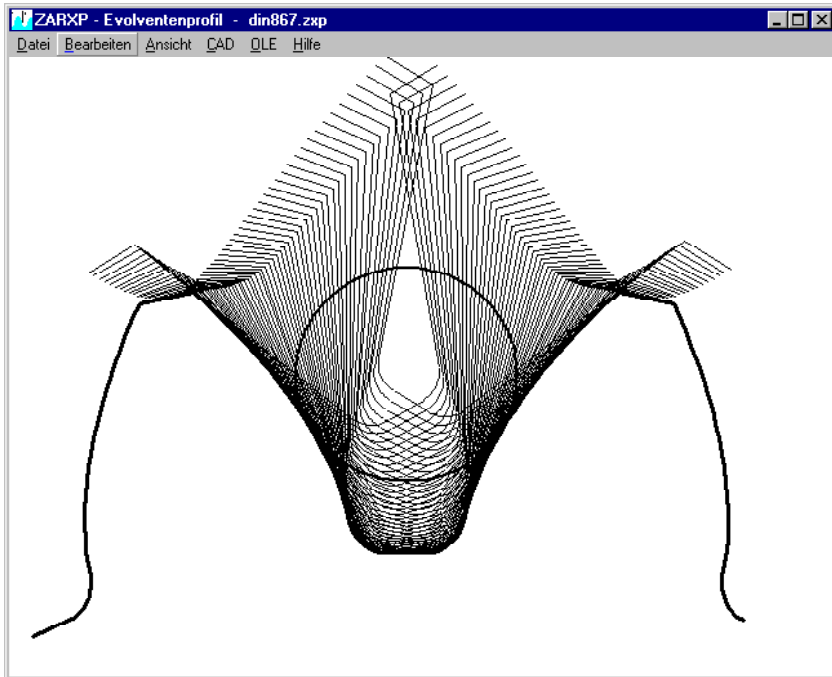 ZARXP - Evolventenprofil - din867.zxp
Datei Bearbeiten Ansicht CAD OLE Hilfe